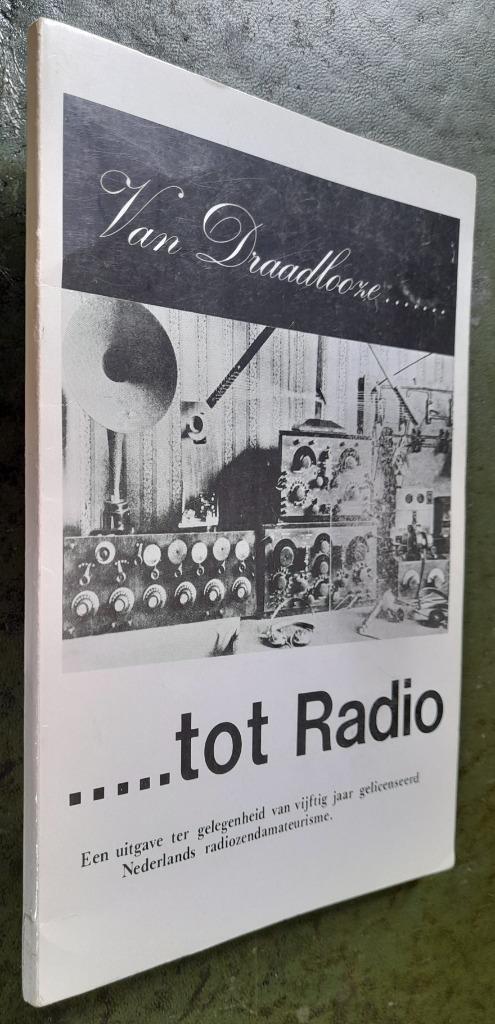 Van Draadlooze.......
.....tot Radio
Een uitgave ter gelegenheid van vijftig jaar gelicenseerd
Nederlands radiozendamateurisme.